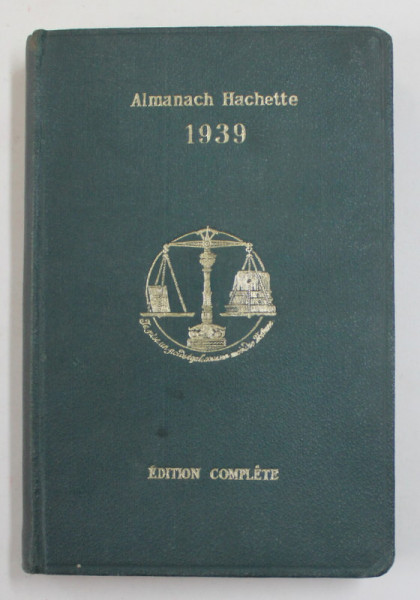 Almanach Hachette
1939
ÉDITION COMPLÈTE